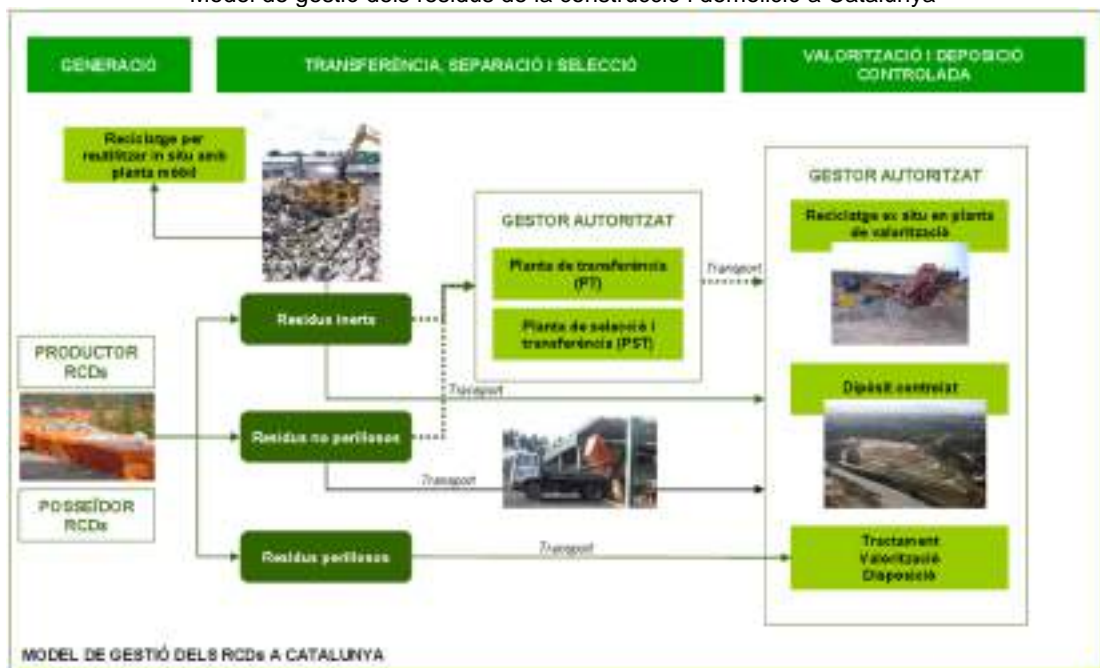 Model de gestió dels residus de la construcció i demolició a Catalunya
GENERACIÓ
TRANSFERÈNCIA, SEPARACIÓ I SELECCIÓ
VALORITZACIÓ I DEPOSICIÓ
CONTROLADA
Reciclatge per
reutilitzar in situ amb
planta mòbil
GESTOR AUTORITZAT
Planta de transferència
(PT)
Planta de selecció i
transferència (PST)
Transport
GESTOR AUTORITZAT
Reciclatge ex situ en planta
de valorització
Residus inerts
PRODUCTOR
RCDs
Transport
Dipòsit controlat
Residus no perillosos
Transport
POSSEÏDOR
RCDs
Residus perillosos
Transport
Tractament
Valorització
Disposició
MODEL DE GESTIÓ DELS RCDs A CATALUNYA